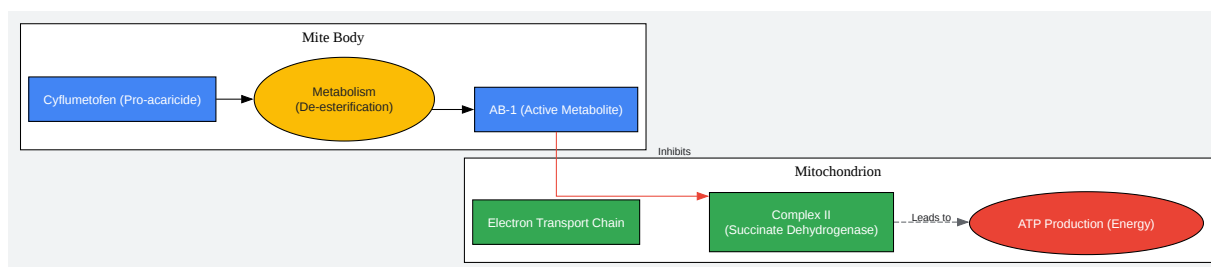 Mite Body
Cyflumetofen (Pro-acaricide)
Metabolism
(De-esterification)
AB-1 (Active Metabolite)
Inhibits
Mitochondrion
Electron Transport Chain
Complex II
(Succinate Dehydrogenase)
Leads to
ATP Production (Energy)